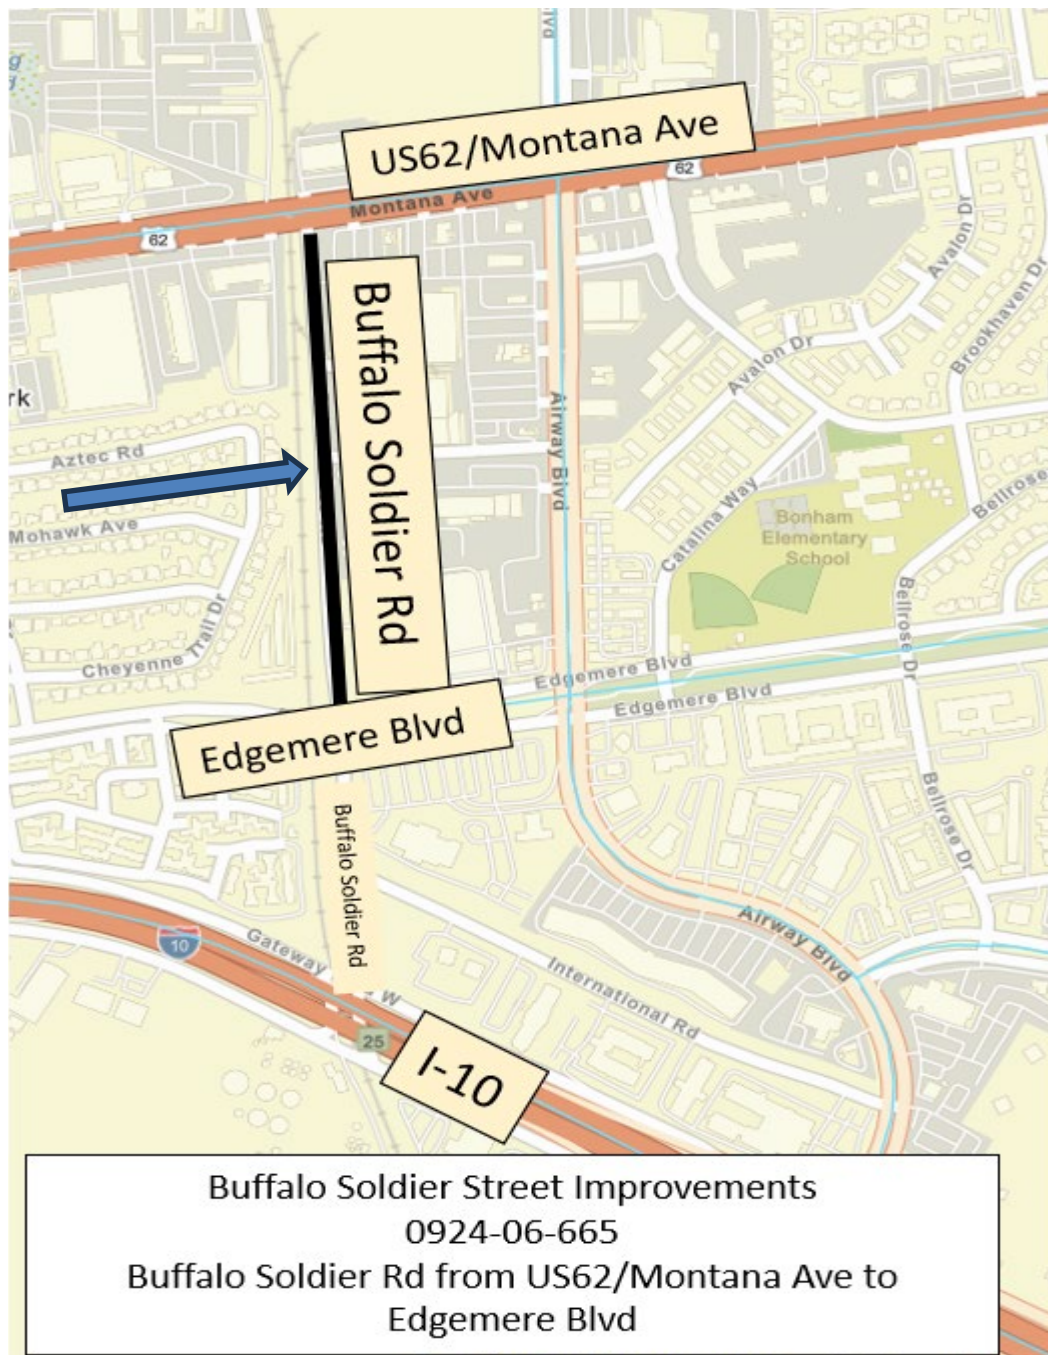 Blvd
US62/Montana Ave
62
Montana Ave
62
Buffalo Soldier Rd
Avalon Dr
Avalon Dr
Brookhaven Dr
rk
Aztec Rd
Airway Blvd
Mohawk Ave
Catalina Way
Bonham
Elementary
School
Bellrose
Bellrose Dr
Cheyenne Trail Dr
Edgemere Blvd
Edgemere Blvd
Edgemere Blvd
Bellrose Dr
Buffalo Soldier Rd
Airway Blvd
10
Gateway
W
International Rd
25
I-10
Buffalo Soldier Street Improvements
0924-06-665
Buffalo Soldier Rd from US62/Montana Ave to
Edgemere Blvd